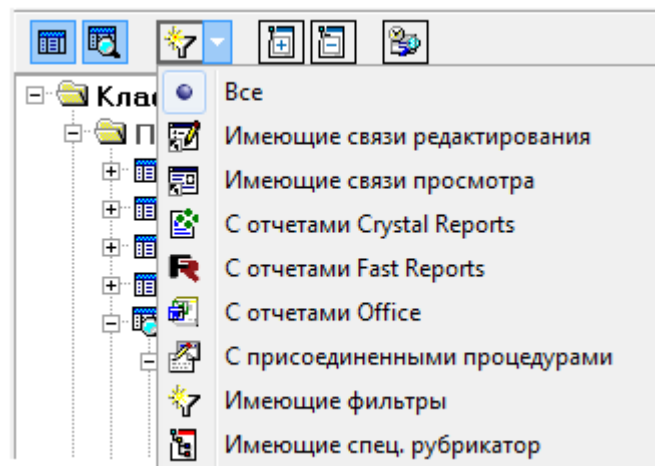 Все
Имеющие связи редактирования
Имеющие связи просмотра
С отчетами Crystal Reports
С отчетами Fast Reports
С отчетами Office
С присоединенными процедурами
Имеющие фильтры
Имеющие спец. рубрикатор